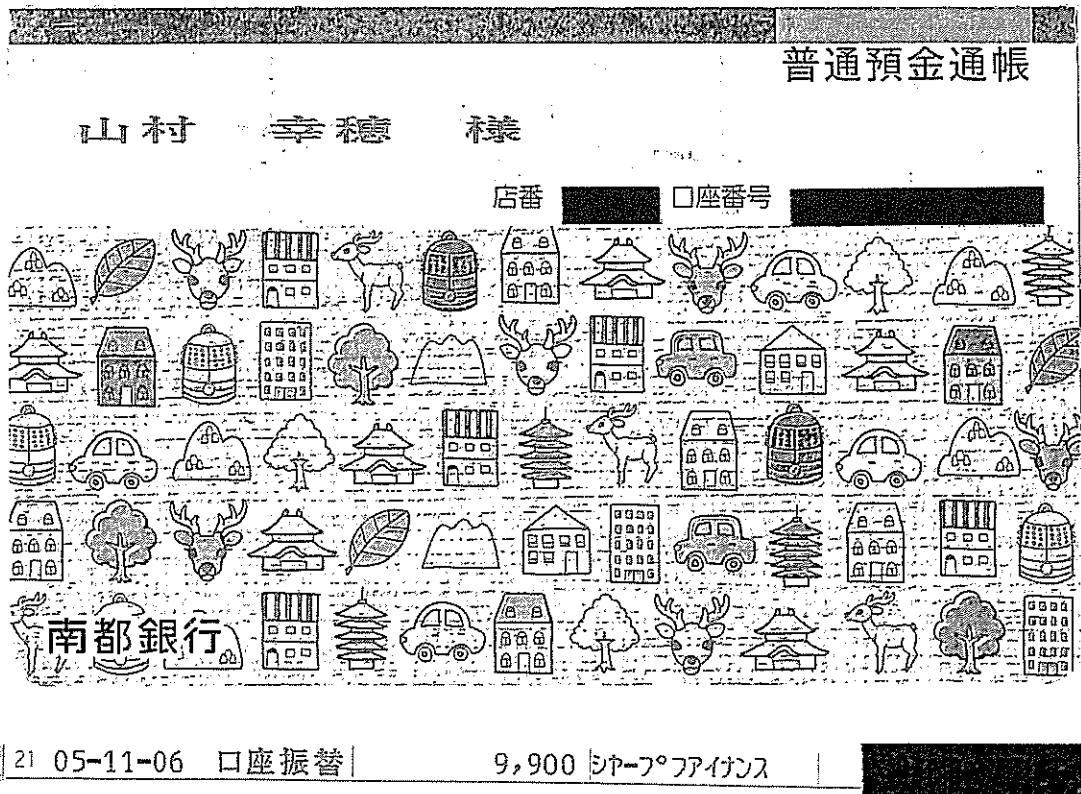 普通預金通帳
山村 幸穂 様
店番 口座番号
南都銀行
21 05-11-06 口座振替 9,900 シヤープフアイナンス